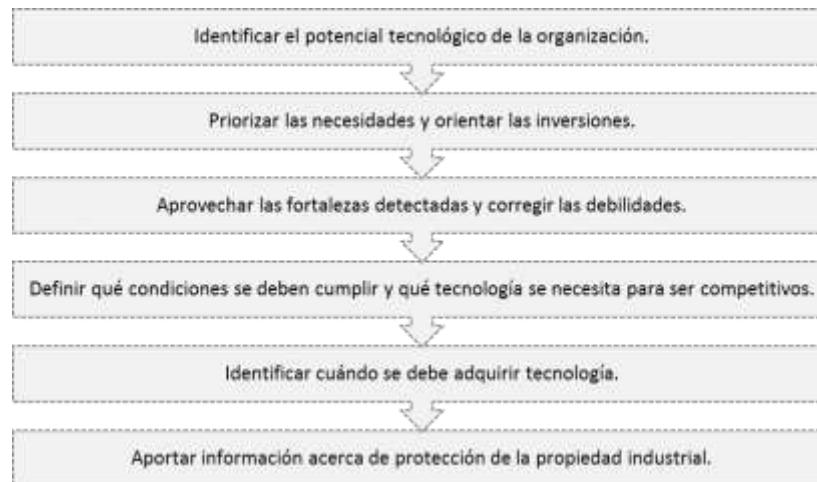 Identificar el potencial tecnológico de la organización.
Priorizar las necesidades y orientar las inversiones.
Aprovechar las fortalezas detectadas y corregir las debilidades.
Definir qué condiciones se deben cumplir y qué tecnología se necesita para ser competitivos.
Identificar cuándo se debe adquirir tecnología.
Aportar información acerca de protección de la propiedad industrial.